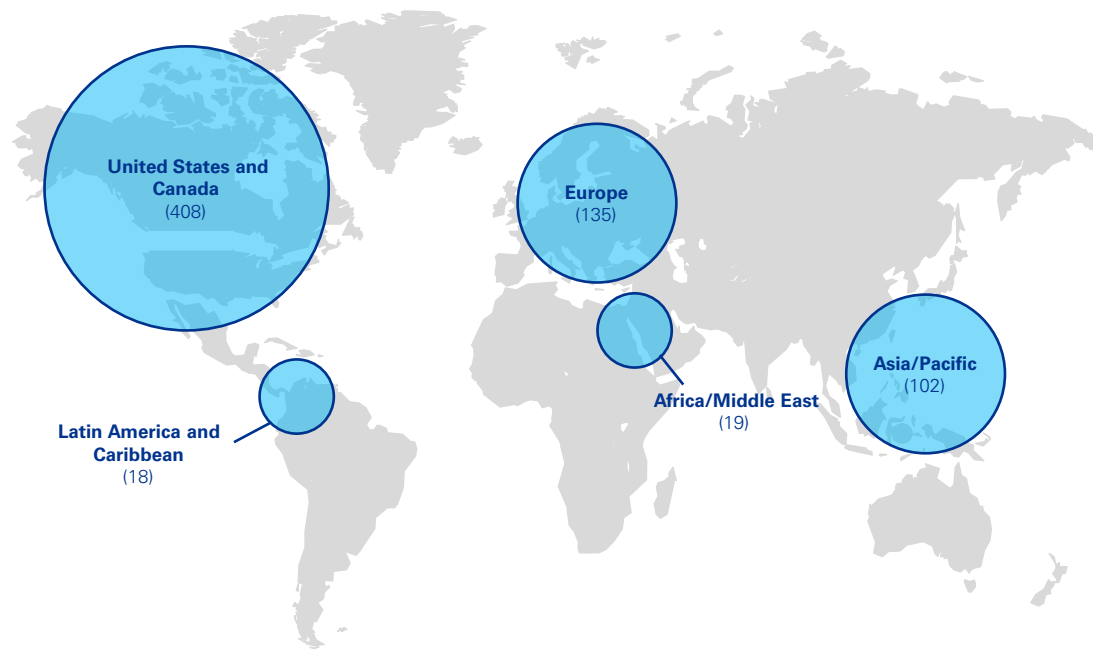 United States and
Canada
(408)
Europe
(135)
Asia/Pacific
(102)
Africa/Middle East
(19)
Latin America and
Caribbean
(18)